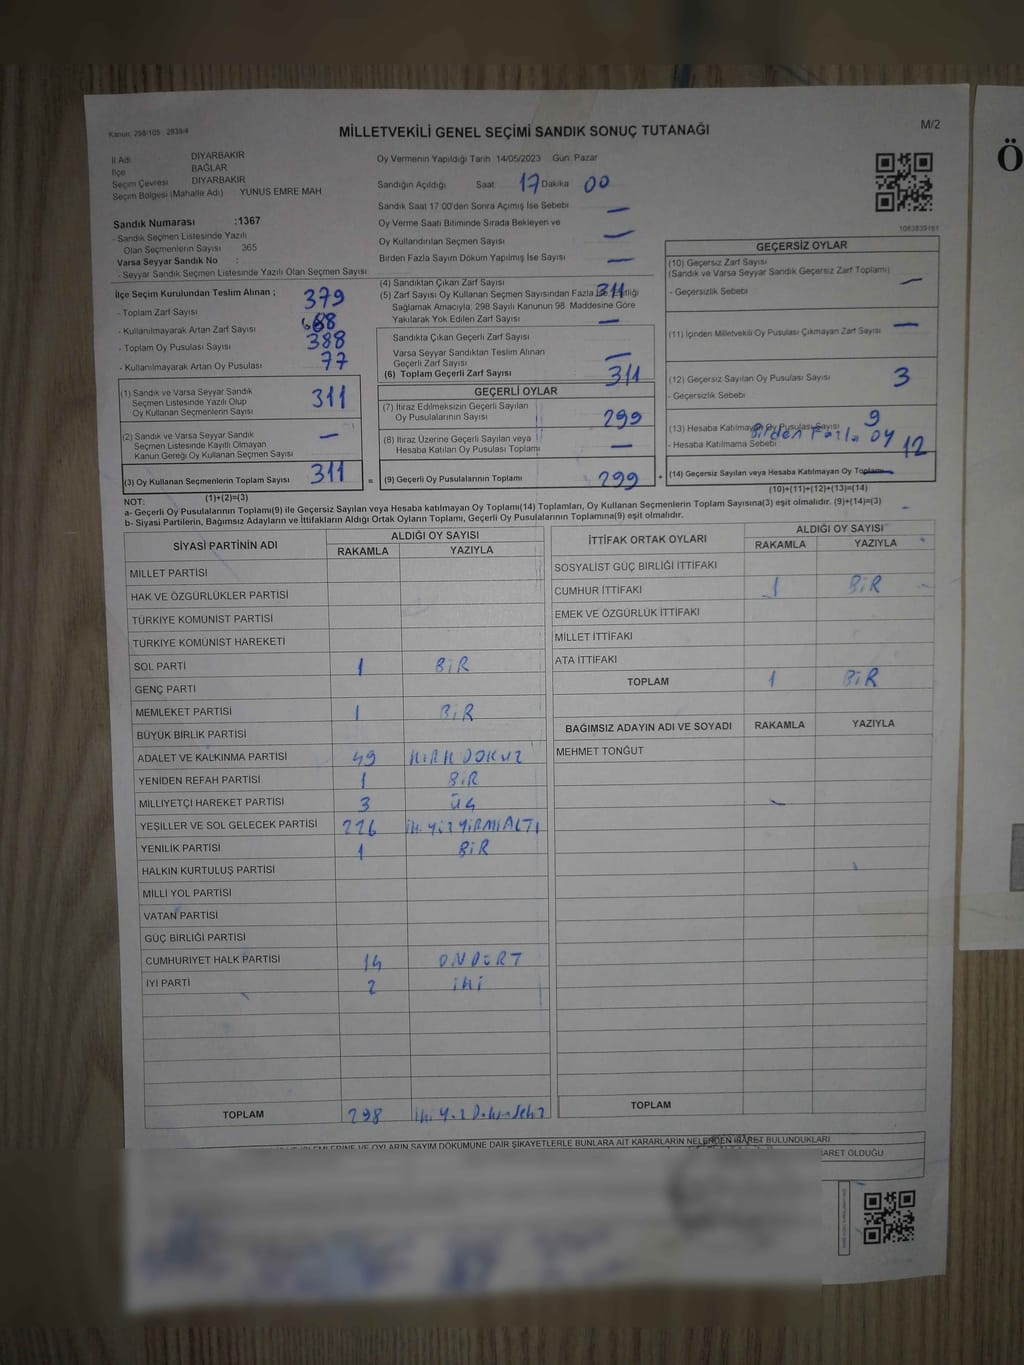 Kanun: 298/105 : 2839/4
MİLLETVEKİLİ GENEL SEÇİMİ SANDIK SONUÇ TUTANAĞI
M/2
İl Adı DİYARBAKIR
İlçe BAĞLAR
Seçim Çevresi DİYARBAKIR
Seçim Bölgesi (Mahalle Adı) YUNUS EMRE MAH
Sandık Numarası :1367
- Sandık Seçmen Listesinde Yazılı
Olan Seçmenlerin Sayısı 365
Varsa Seyyar Sandık No :
- Seyyar Sandık Seçmen Listesinde Yazılı Olan Seçmen Sayısı
Oy Vermenin Yapıldığı Tarih 14/05/2023 Gün: Pazar
Sandığın Açıldığı Saat: 17 Dakika 00
Sandık Saat 17:00'den Sonra Açımış İse Sebebi —
Oy Verme Saati Bitiminde Sırada Bekleyen ve
Oy Kullandırılan Seçmen Sayısı —
Birden Fazla Sayım Döküm Yapılmış İse Sayısı —
1083839161
İlçe Seçim Kurulundan Teslim Alınan ;
- Toplam Zarf Sayısı 379
- Kullanılmayarak Artan Zarf Sayısı 68
- Toplam Oy Pusulası Sayısı 388
- Kullanılmayarak Artan Oy Pusulası 77
(1) Sandık ve Varsa Seyyar Sandık
Seçmen Listesinde Yazılı Olup
Oy Kullanan Seçmenlerin Sayısı 311
(2) Sandık ve Varsa Seyyar Sandık
Seçmen Listesinde Kayıtlı Olmayan
Kanun Gereği Oy Kullanan Seçmen Sayısı —
(3) Oy Kullanan Seçmenlerin Toplam Sayısı 311
(1)+(2)=(3)
(4) Sandıktan Çıkan Zarf Sayısı 311
(5) Zarf Sayısı Oy Kullanan Seçmen Sayısından Fazla İse Eşitliği
Sağlamak Amacıyla; 298 Sayılı Kanunun 98. Maddesine Göre
Yakılarak Yok Edilen Zarf Sayısı —
Sandıkta Çıkan Geçerli Zarf Sayısı
Varsa Seyyar Sandıktan Teslim Alınan
Geçerli Zarf Sayısı —
(6) Toplam Geçerli Zarf Sayısı 311
GEÇERLİ OYLAR
(7) İtiraz Edilmeksizin Geçerli Sayılan
Oy Pusulalarının Sayısı 299
(8) İtiraz Üzerine Geçerli Sayılan veya
Hesaba Katılan Oy Pusulası Toplamı —
= (9) Geçerli Oy Pusulalarının Toplamı 299 +
GEÇERSİZ OYLAR
(10) Geçersiz Zarf Sayısı
(Sandık ve Varsa Seyyar Sandık Geçersiz Zarf Toplamı)
- Geçersizlik Sebebi —
(11) İçinden Milletvekili Oy Pusulası Çıkmayan Zarf Sayısı —
(12) Geçersiz Sayılan Oy Pusulası Sayısı 3
- Geçersizlik Sebebi
(13) Hesaba Katılmayan Oy Pusulası Sayısı 9
- Hesaba Katılmama Sebebi Birden Fazla OY 12
(14) Geçersiz Sayılan veya Hesaba Katılmayan Oy Toplamı
(10)+(11)+(12)+(13)=(14)
NOT:
a- Geçerli Oy Pusulalarının Toplamı(9) ile Geçersiz Sayılan veya Hesaba katılmayan Oy Toplamı(14) Toplamları, Oy Kullanan Seçmenlerin Toplam Sayısına(3) eşit olmalıdır. (9)+(14)=(3)
b- Siyasi Partilerin, Bağımsız Adayların ve İttifakların Aldığı Ortak Oyların Toplamı, Geçerli Oy Pusulalarının Toplamına(9) eşit olmalıdır.
SİYASİ PARTİNİN ADI ALDIĞI OY SAYISI
RAKAMLA YAZIYLA
MİLLET PARTİSİ
HAK VE ÖZGÜRLÜKLER PARTİSİ
TÜRKİYE KOMÜNİST PARTİSİ
TÜRKİYE KOMÜNİST HAREKETİ
SOL PARTİ 1 BİR
GENÇ PARTİ
MEMLEKET PARTİSİ 1 BİR
BÜYÜK BİRLİK PARTİSİ
ADALET VE KALKINMA PARTİSİ 49 KIRK DOKUZ
YENİDEN REFAH PARTİSİ 1 BİR
MİLLİYETÇİ HAREKET PARTİSİ 3 ÜÇ
YEŞİLLER VE SOL GELECEK PARTİSİ 226 İki YÜZ YİRMİALTI
YENİLİK PARTİSİ 1 BİR
HALKIN KURTULUŞ PARTİSİ
MİLLİ YOL PARTİSİ
VATAN PARTİSİ
GÜÇ BİRLİĞİ PARTİSİ
CUMHURİYET HALK PARTİSİ 14 ONDÖRT
İYİ PARTİ 2 iki
TOPLAM 298 iki Yüz Doksan Sekiz
İTTİFAK ORTAK OYLARI ALDIĞI OY SAYISI
RAKAMLA YAZIYLA
SOSYALİST GÜÇ BİRLİĞİ İTTİFAKI
CUMHUR İTTİFAKI 1 BİR
EMEK VE ÖZGÜRLÜK İTTİFAKI
MİLLET İTTİFAKI
ATA İTTİFAKI
TOPLAM 1 BİR
BAĞIMSIZ ADAYIN ADI VE SOYADI RAKAMLA YAZIYLA
MEHMET TONĞUT
TOPLAM
VE OYLARIN SAYIM DÖKÜMÜNE DAİR ŞİKAYETLERLE BUNLARA AİT KARARLARIN NELERDEN İBARET BULUNDUKLARI
ARET OLDUĞU
Ö